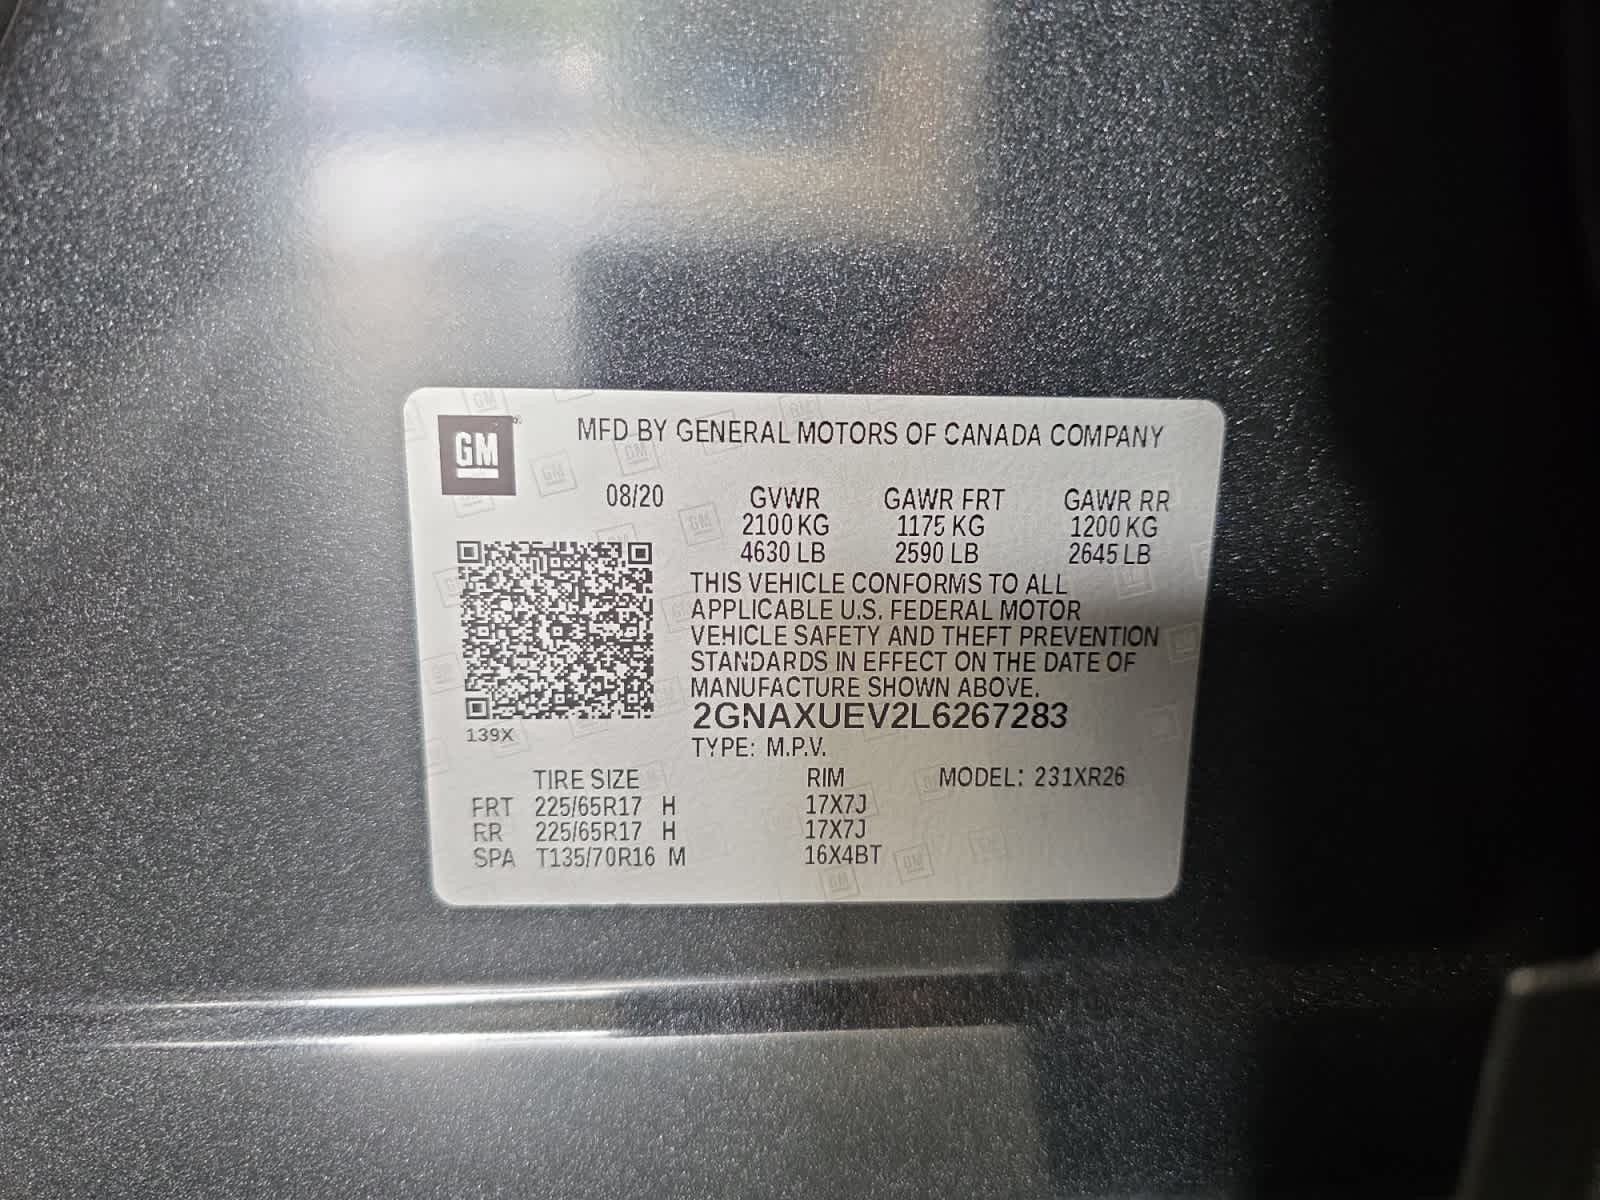 GM
MFD BY GENERAL MOTORS OF CANADA COMPANY
08/20 GVWR GAWR FRT GAWR RR
2100 KG 1175 KG 1200 KG
4630 LB 2590 LB 2645 LB
THIS VEHICLE CONFORMS TO ALL
APPLICABLE U.S. FEDERAL MOTOR
VEHICLE SAFETY AND THEFT PREVENTION
STANDARDS IN EFFECT ON THE DATE OF
MANUFACTURE SHOWN ABOVE.
2GNAXUEV2L6267283
139X
TYPE: M.P.V.
TIRE SIZE RIM MODEL: 231XR26
FRT 225/65R17 H 17X7J
RR 225/65R17 H 17X7J
SPA T135/70R16 M 16X4BT